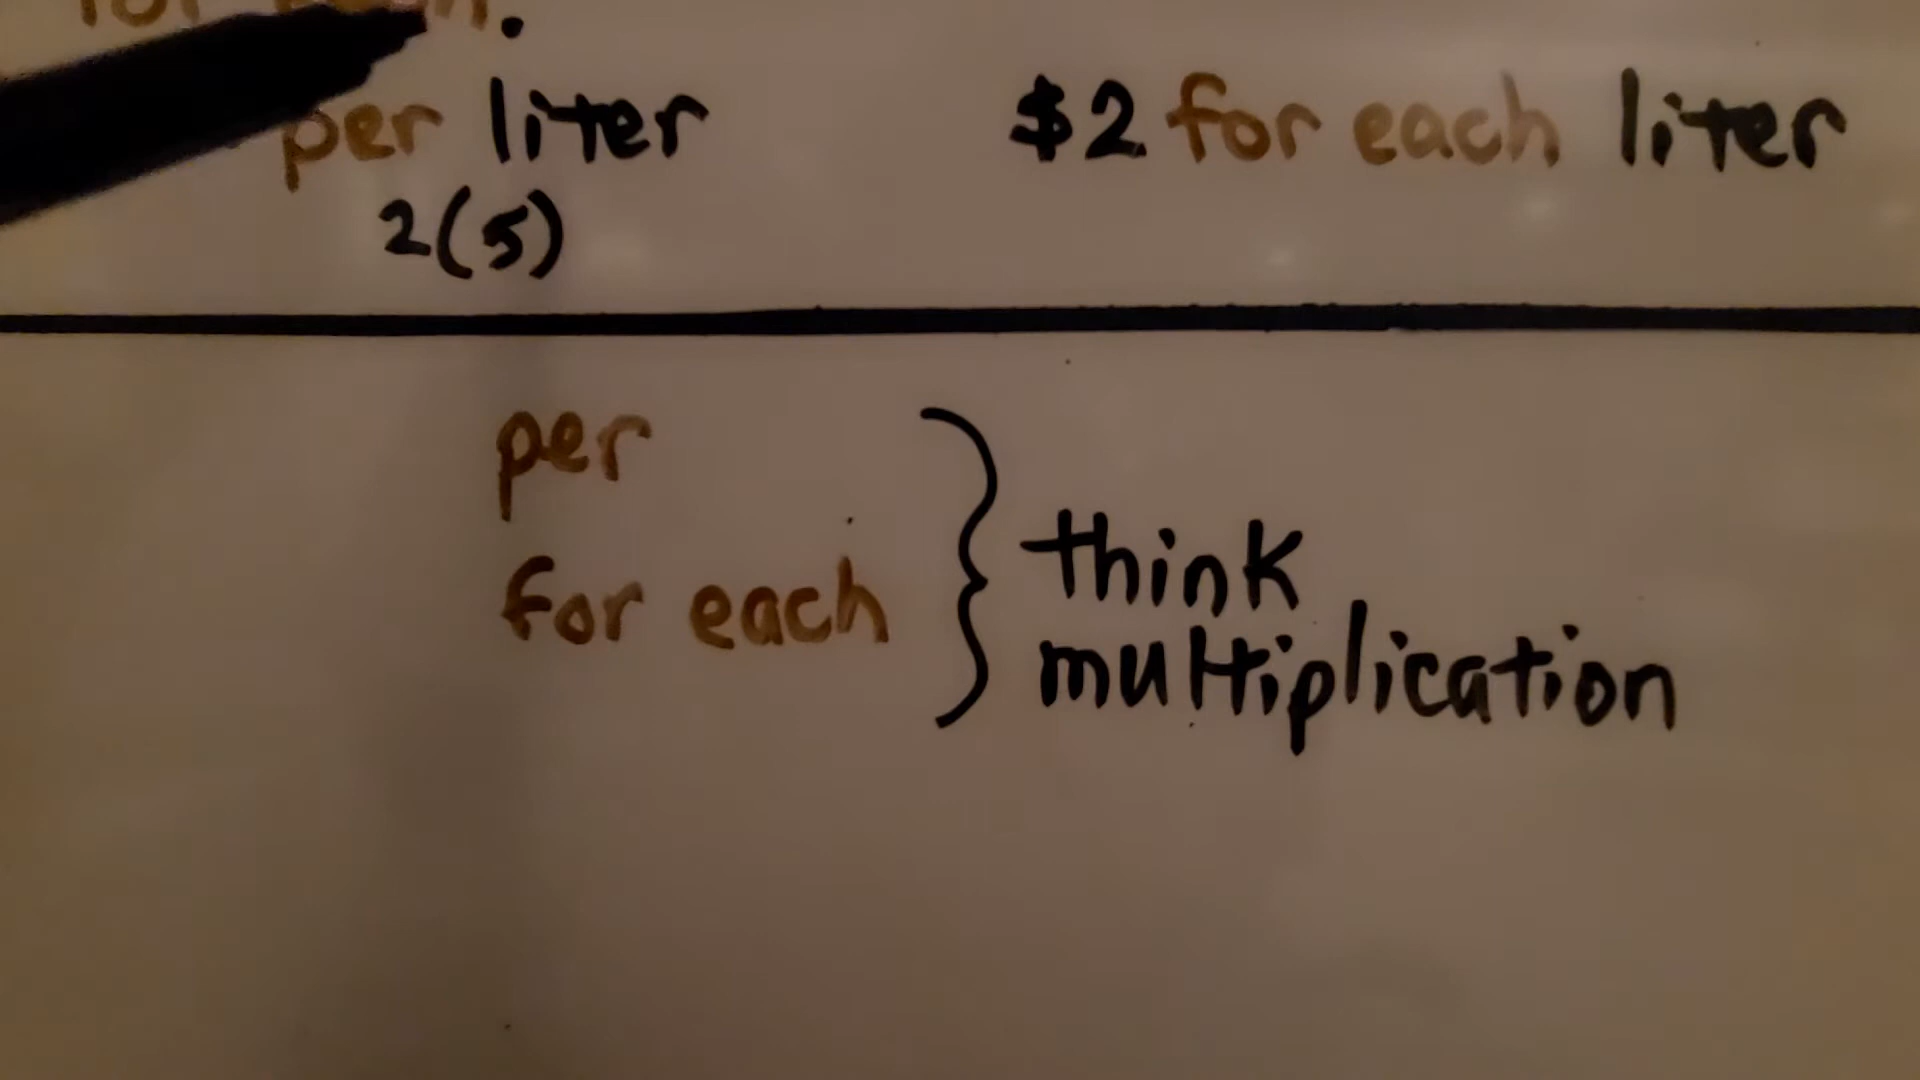 per liter $2 for each liter
2(5)
per
for each
think
multiplication